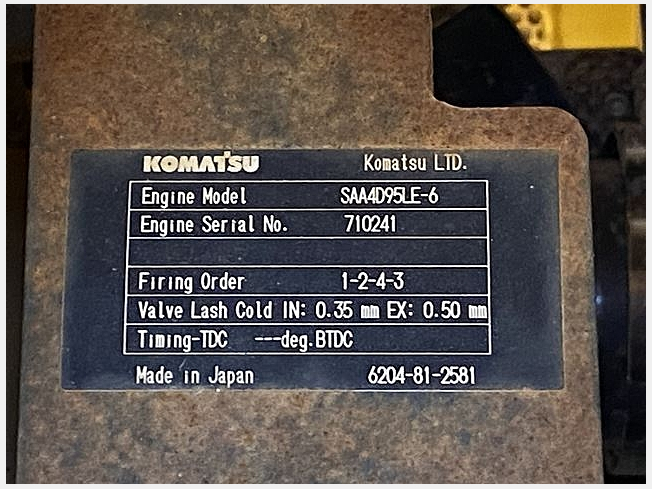 KOMATSU Komatsu LTD.
Engine Model SAA4D95LE-6
Engine Serial No. 710241
Firing Order 1-2-4-3
Valve Lash Cold IN: 0.35 mm EX: 0.50 mm
Timing-TDC ---deg.BTDC
Made in Japan 6204-81-2581